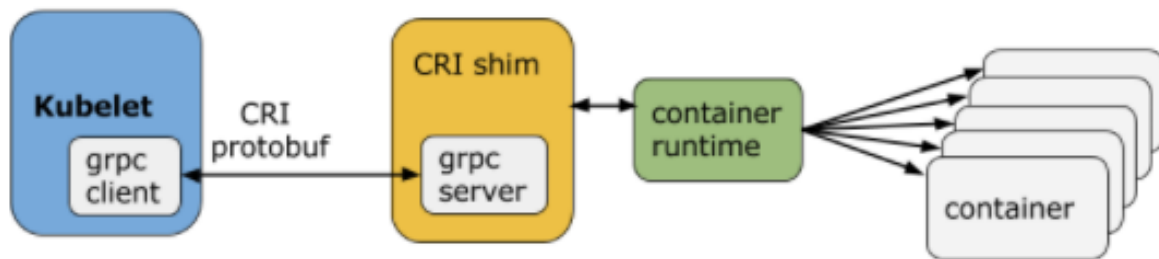 Kubelet
grpc
client
CRI
protobuf
CRI shim
grpc
server
container
runtime
container